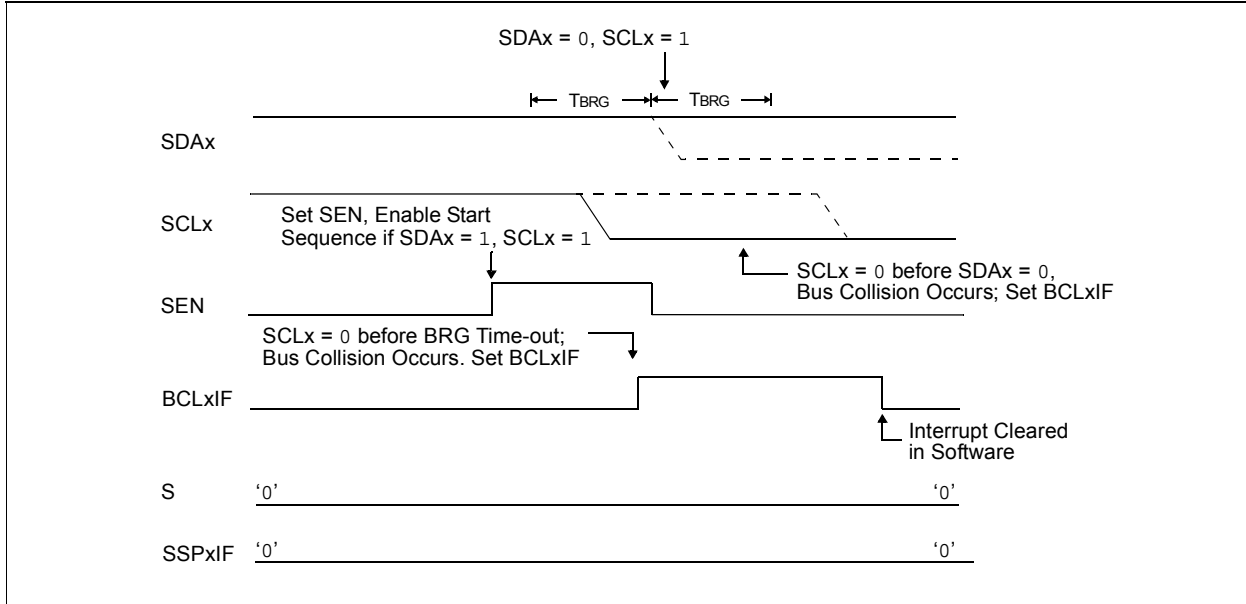 SDAx = 0, SCLx = 1
TBRG TBRG
SDAx
SCLx
Set SEN, Enable Start
Sequence if SDAx = 1, SCLx = 1
SCLx = 0 before SDAx = 0,
Bus Collision Occurs; Set BCLxIF
SEN
SCLx = 0 before BRG Time-out;
Bus Collision Occurs. Set BCLxIF
BCLxIF
Interrupt Cleared
in Software
S ‘0’ ‘0’
SSPxIF ‘0’ ‘0’